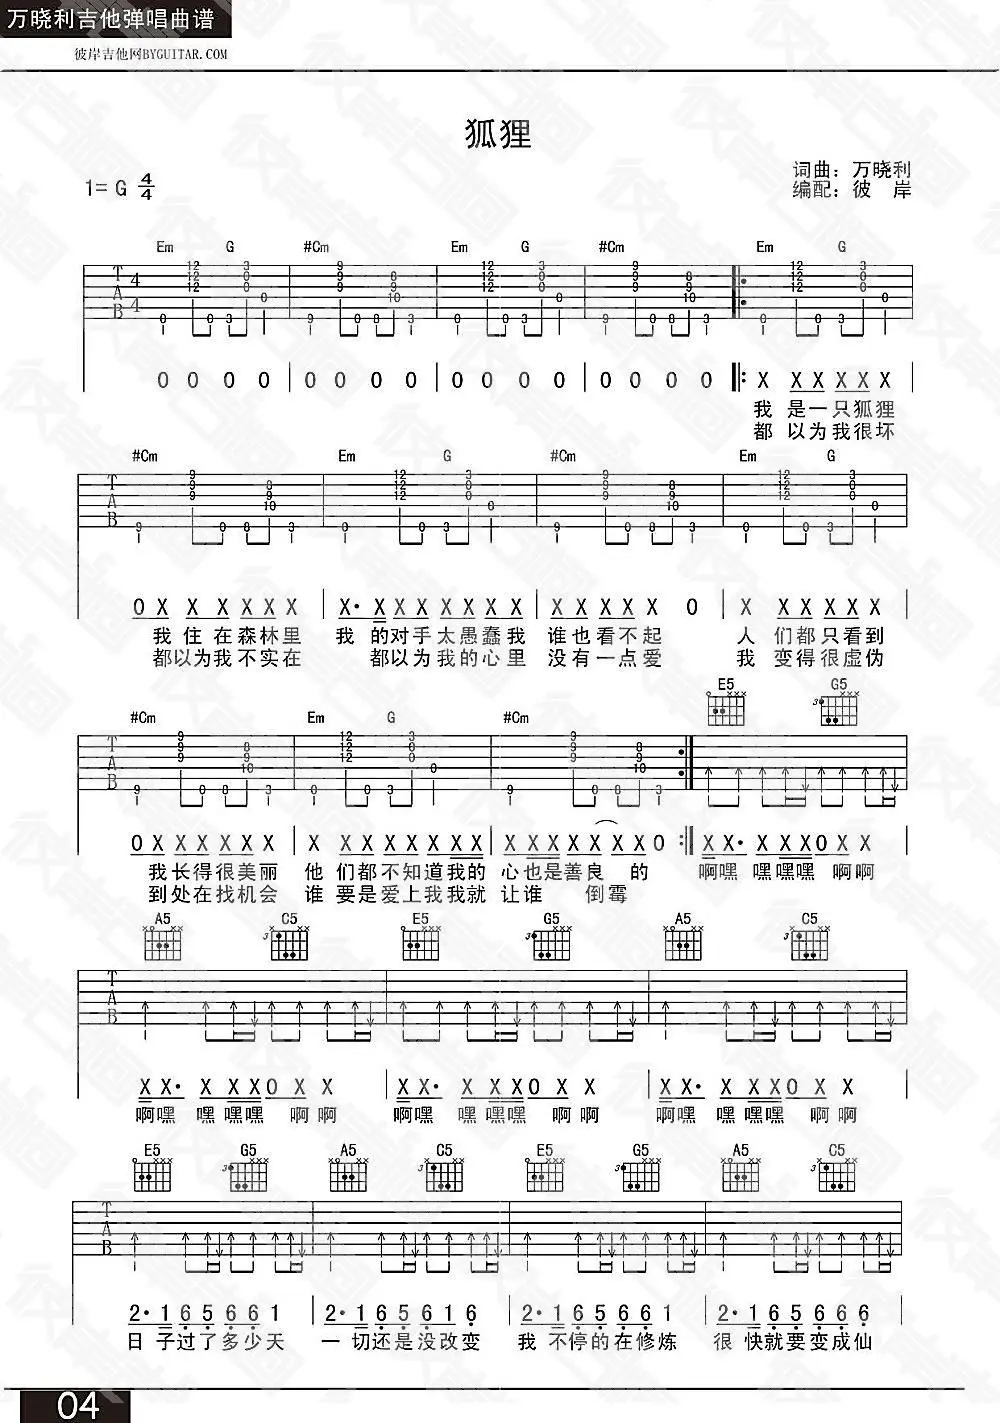 万晓利吉他弹唱曲谱
彼岸吉他网BYGUITAR.COM
狐狸
1= G 4/4
词曲：万晓利
编配：彼 岸
Em G #Cm Em G #Cm Em G
0 0 0 0 0 0 0 0 0 0 0 0 0 0 0 0 X X X X X X
我 是一只狐狸
都 以为我很坏
#Cm Em G #Cm Em G
0 X X X X X X X· X X X X X X X X X X X X 0 X X X X X X
我 住 在 森林里 我 的对手太愚蠢我 谁也看不起 人 们都只看到
都以为我不实在 都以为我的心里 没有一点爱 我 变得很虚伪
E5 G5
#Cm Em G #Cm
0 X X X X X X X X X X X X X X X X X X X X X X 0 X X· X X X 0 X X
我长得很美丽 他 们都不知道我的 心也是善良 的 啊嘿 嘿嘿嘿 啊啊
到处在找机会 谁 要是爱上我我就 让谁 倒霉
A5 C5 E5 G5 A5 C5
X X· X X X 0 X X X X· X X X 0 X X X X· X X X 0 X X
啊嘿 嘿 嘿嘿 啊啊 啊嘿 嘿嘿嘿 啊啊 啊嘿 嘿 嘿嘿 啊啊
E5 G5 A5 C5 E5 G5 A5 C5
2· 1 6 5 6 6 1 2· 1 6 5 6 1 6 2· 1 6 5 6 6 1 2· 1 6 5 6 6 6
日 子过了多少天 一 切还是没改变 我 不停的在修炼 很 快就要变成仙
04